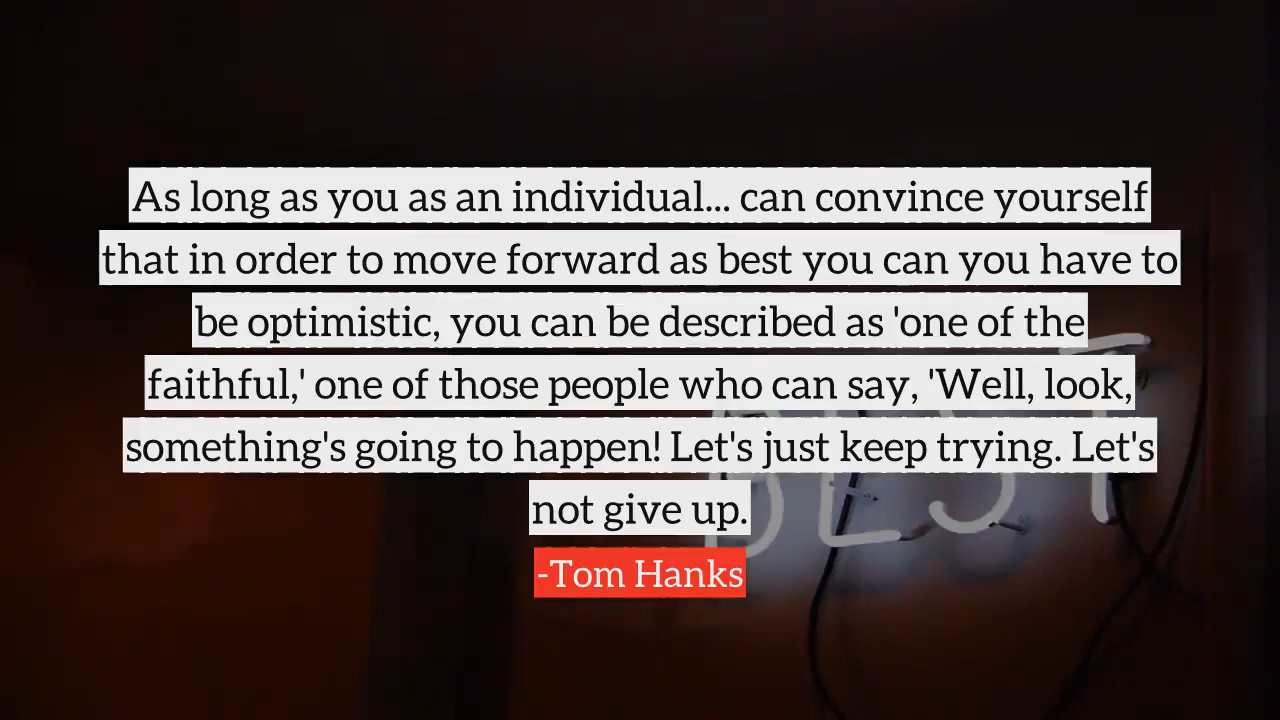 As long as you as an individual... can convince yourself
that in order to move forward as best you can you have to
be optimistic, you can be described as 'one of the
faithful,' one of those people who can say, 'Well, look,
something's going to happen! Let's just keep trying. Let's
not give up.
-Tom Hanks